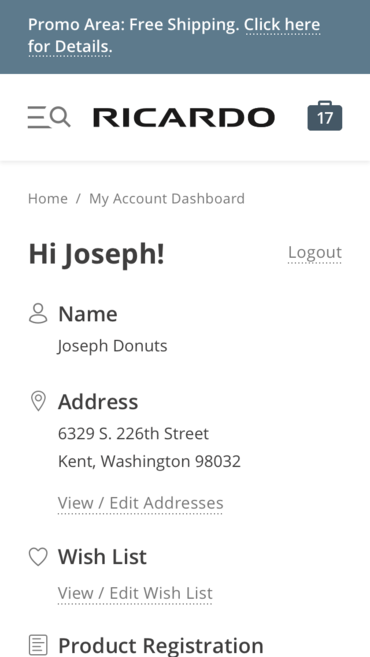 Promo Area: Free Shipping. Click here
for Details.
RICARDO
17
Home / My Account Dashboard
Hi Joseph!
Logout
Name
Joseph Donuts
Address
6329 S. 226th Street
Kent, Washington 98032
View / Edit Addresses
Wish List
View / Edit Wish List
Product Registration